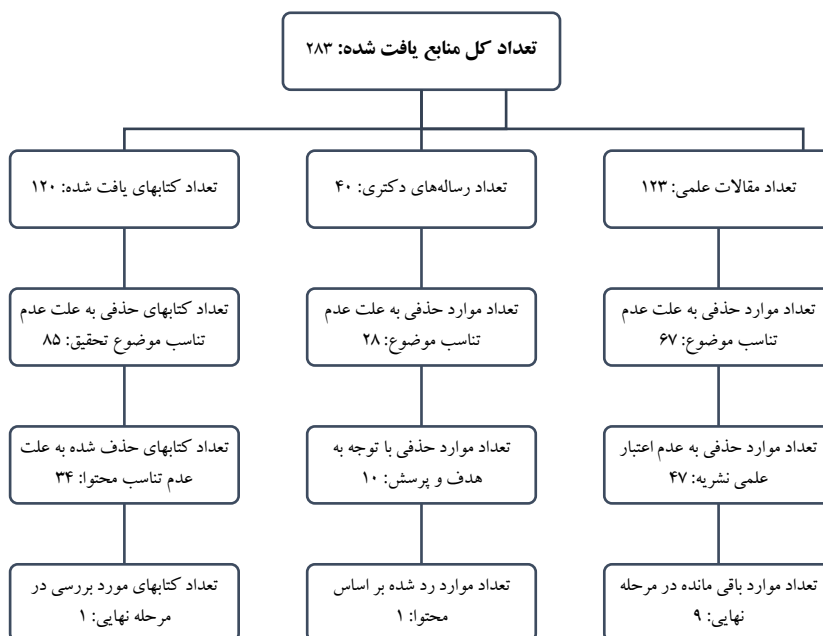 تعداد کل منابع یافت شده: ۲۸۳
تعداد مقالات علمی: ۱۲۳
تعداد رساله‌های دکتری: ۴۰
تعداد کتابهای یافت شده: ۱۲۰
تعداد موارد حذفی به علت عدم
تناسب موضوع: ۶۷
تعداد موارد حذفی به علت عدم
تناسب موضوع: ۲۸
تعداد کتابهای حذفی به علت عدم
تناسب موضوع تحقیق: ۸۵
تعداد موارد حذفی به عدم اعتبار
علمی نشریه: ۴۷
تعداد موارد حذفی با توجه به
هدف و پرسش: ۱۰
تعداد کتابهای حذف شده به علت
عدم تناسب محتوا: ۳۴
تعداد موارد باقی مانده در مرحله
نهایی: ۹
تعداد موارد رد شده بر اساس
محتوا: ۱
تعداد کتابهای مورد بررسی در
مرحله نهایی: ۱